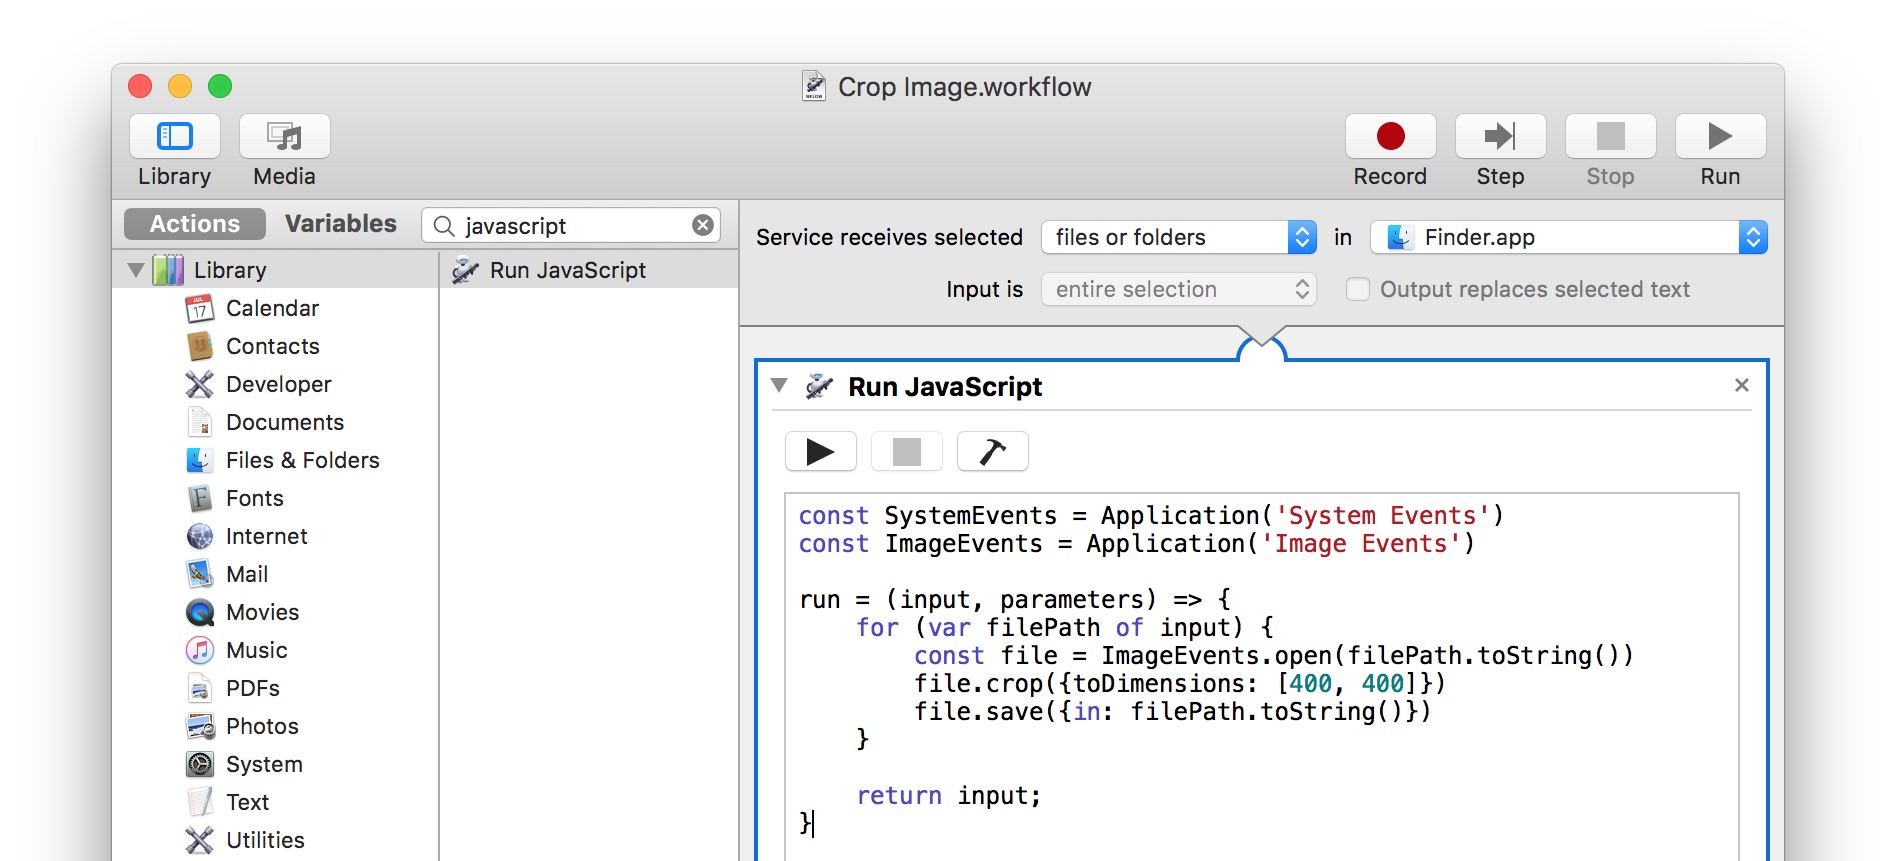 Crop Image.workflow
Library
Media
Record
Step
Stop
Run
Actions
Variables
javascript
Library
Calendar
JUL
17
Contacts
Developer
Documents
Files & Folders
Fonts
Internet
Mail
Movies
Music
PDFs
Photos
System
Text
Utilities
Run JavaScript
Service receives selected
files or folders
in
Finder.app
Input is
entire selection
Output replaces selected text
Run JavaScript
const SystemEvents = Application('System Events')
const ImageEvents = Application('Image Events')
run = (input, parameters) => {
    for (var filePath of input) {
        const file = ImageEvents.open(filePath.toString())
        file.crop({toDimensions: [400, 400]})
        file.save({in: filePath.toString()})
    }
    return input;
}